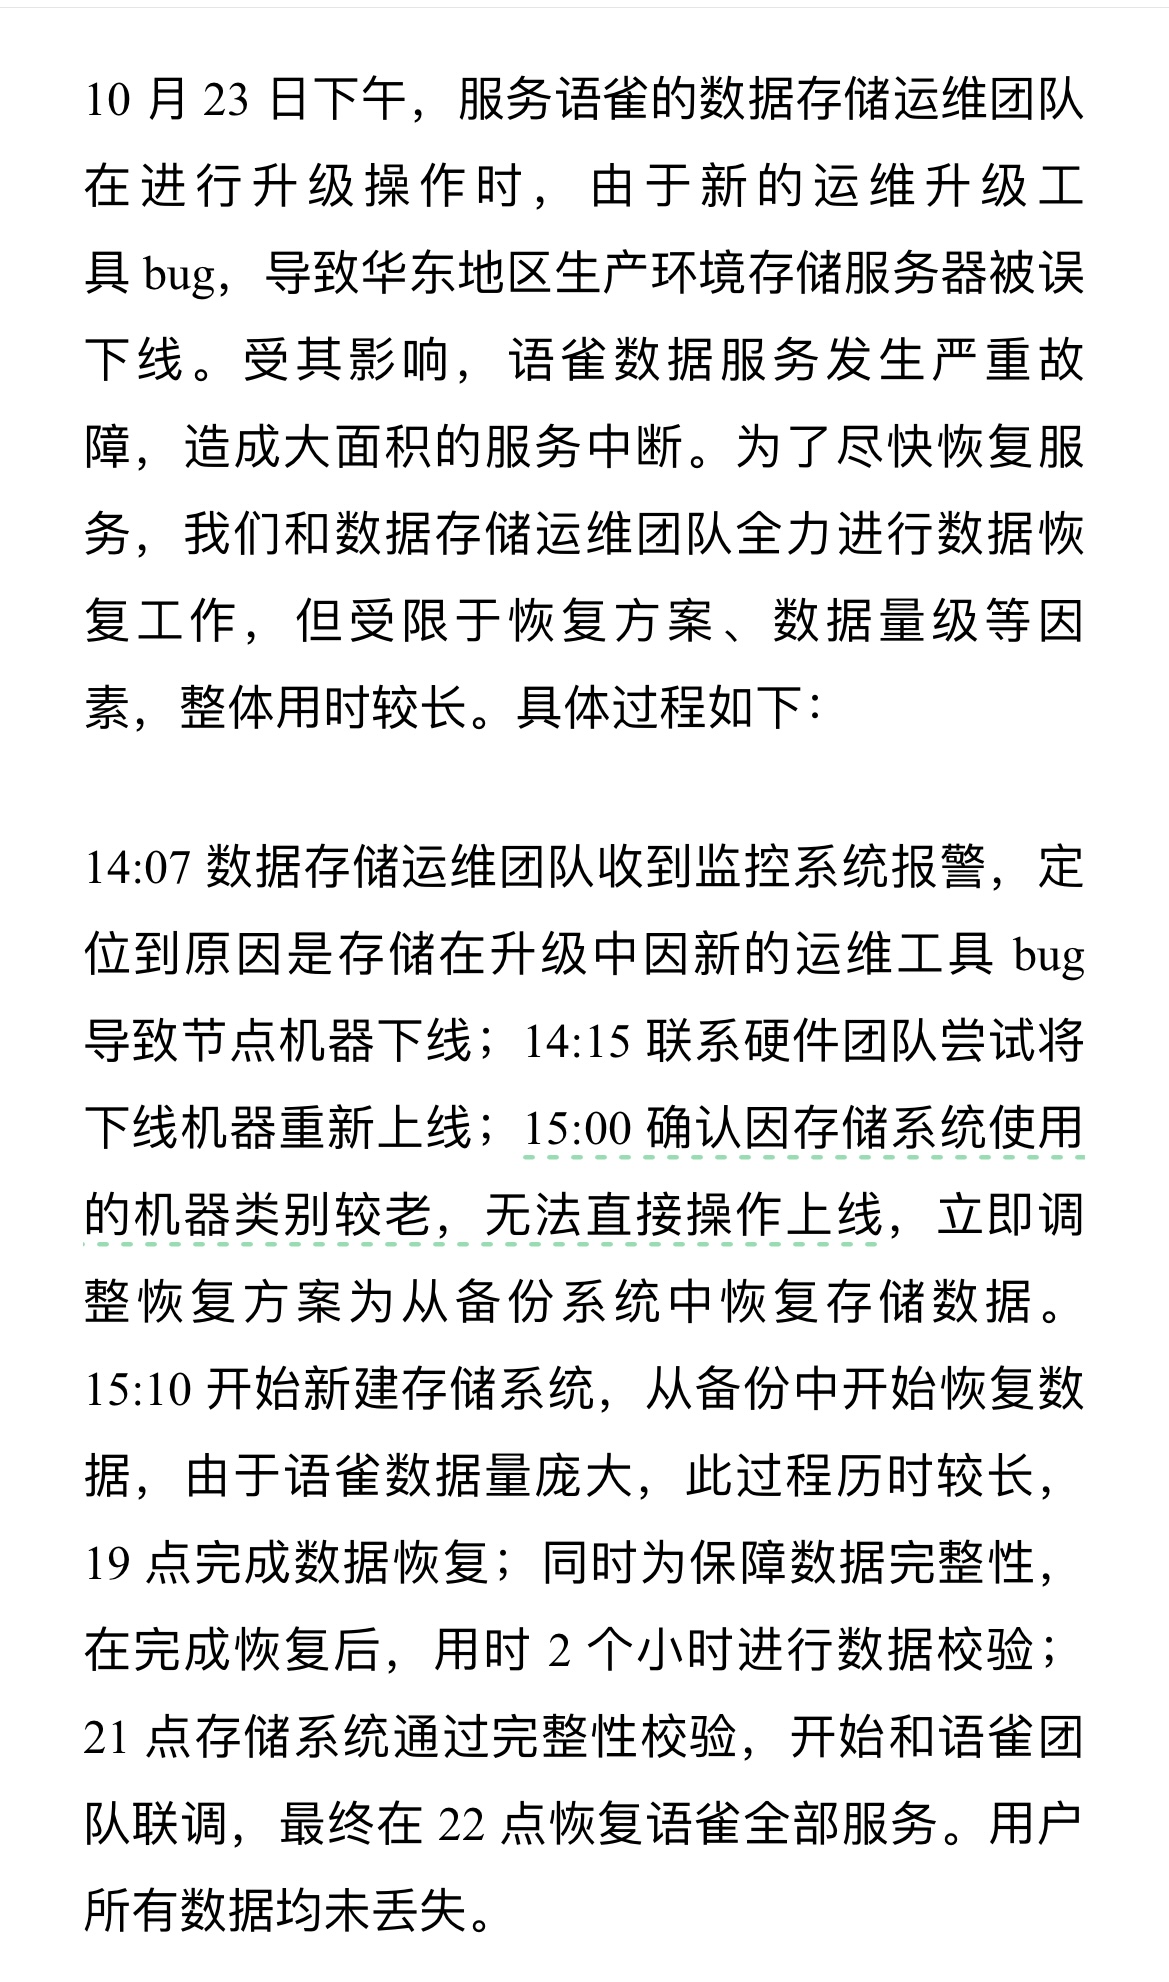 10 月 23 日下午，服务语雀的数据存储运维团队
在进行升级操作时，由于新的运维升级工
具 bug，导致华东地区生产环境存储服务器被误
下线。受其影响，语雀数据服务发生严重故
障，造成大面积的服务中断。为了尽快恢复服
务，我们和数据存储运维团队全力进行数据恢
复工作，但受限于恢复方案、数据量级等因
素，整体用时较长。具体过程如下：
14:07 数据存储运维团队收到监控系统报警，定
位到原因是存储在升级中因新的运维工具 bug
导致节点机器下线；14:15 联系硬件团队尝试将
下线机器重新上线；15:00 确认因存储系统使用
的机器类别较老，无法直接操作上线，立即调
整恢复方案为从备份系统中恢复存储数据。
15:10 开始新建存储系统，从备份中开始恢复数
据，由于语雀数据量庞大，此过程历时较长，
19 点完成数据恢复；同时为保障数据完整性，
在完成恢复后，用时 2 个小时进行数据校验；
21 点存储系统通过完整性校验，开始和语雀团
队联调，最终在 22 点恢复语雀全部服务。用户
所有数据均未丢失。